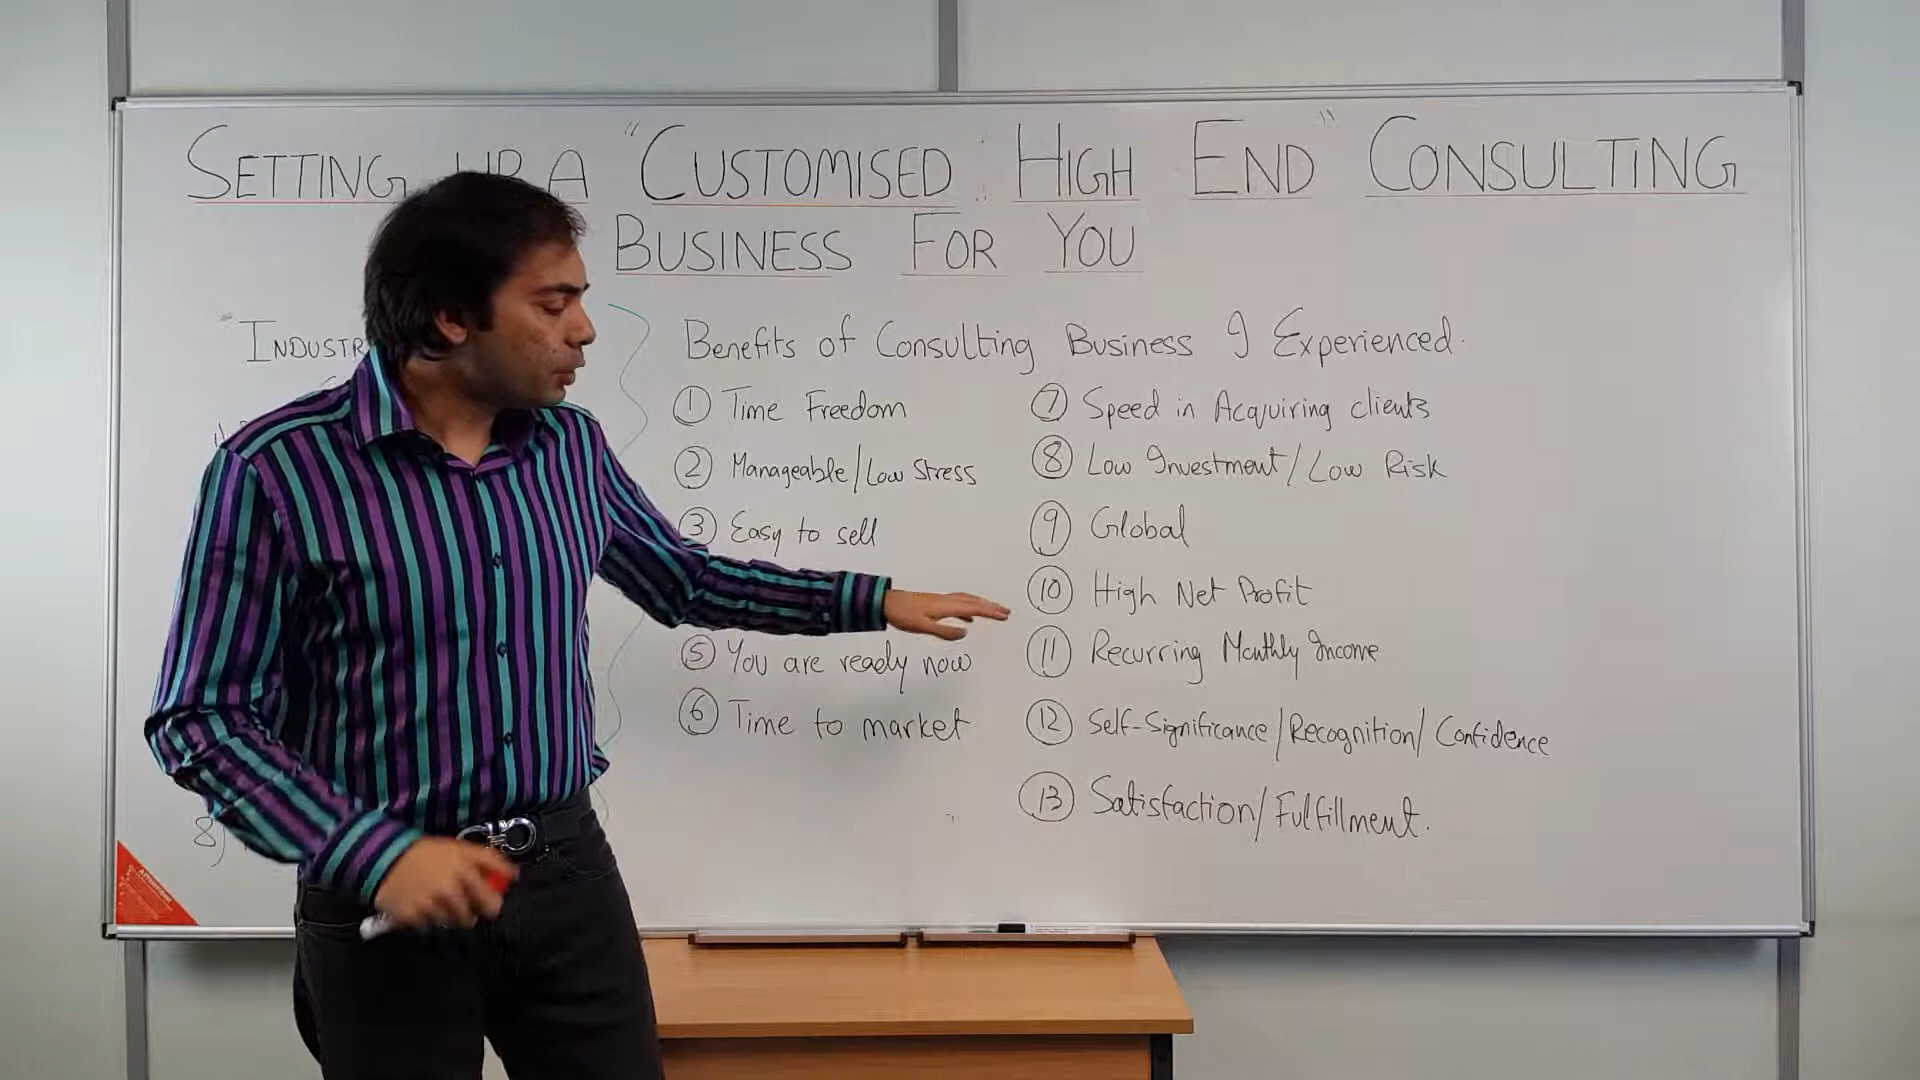 SETTING UP A "CUSTOMISED" "HIGH END" CONSULTING
BUSINESS FOR YOU
Benefits of Consulting Business I Experienced.
① Time Freedom
② Manageable/Low Stress
③ Easy to sell
⑤ You are ready now
⑥ Time to market
⑦ Speed in Acquiring clients
⑧ Low Investment/Low Risk
⑨ Global
⑩ High Net Profit
⑪ Recurring Monthly Income
⑫ Self-Significance/Recognition/Confidence
⑬ Satisfaction/Fulfillment.
8)